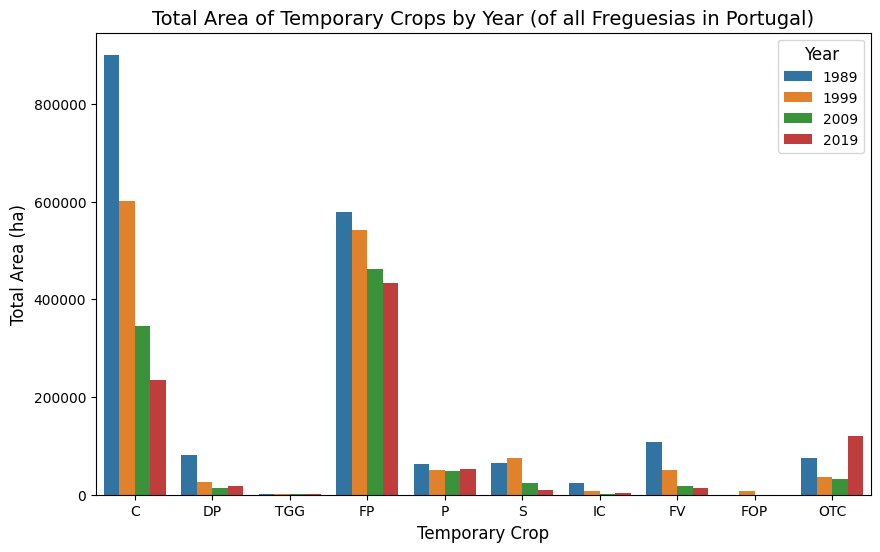 Total Area of Temporary Crops by Year (of all Freguesias in Portugal)
Year
1989
1999
2009
2019
800000
600000
400000
200000
0
Total Area (ha)
C DP TGG FP P S IC FV FOP OTC
Temporary Crop